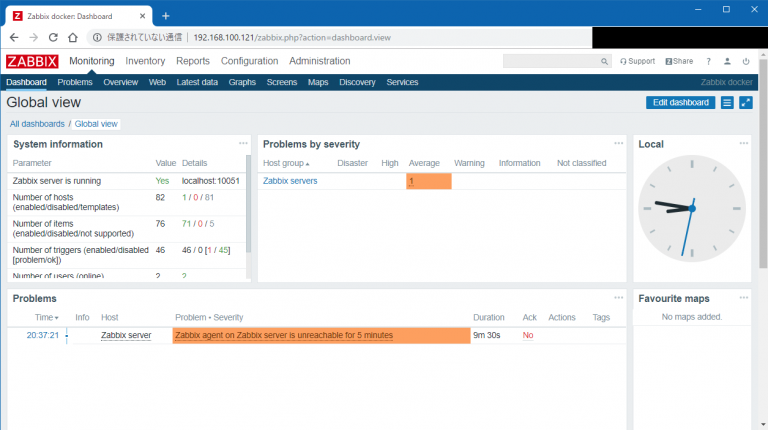 Zabbix docker: Dashboard
保護されていない通信 | 192.168.100.121/zabbix.php?action=dashboard.view
ZABBIX Monitoring Inventory Reports Configuration Administration Support Share ?
Dashboard Problems Overview Web Latest data Graphs Screens Maps Discovery Services Zabbix docker
Global view Edit dashboard
All dashboards / Global view
System information
Parameter Value Details
Zabbix server is running Yes localhost:10051
Number of hosts (enabled/disabled/templates) 82 1 / 0 / 81
Number of items (enabled/disabled/not supported) 76 71 / 0 / 5
Number of triggers (enabled/disabled [problem/ok]) 46 46 / 0 [1 / 45]
Number of users (online) 2 2
Problems by severity
Host group Disaster High Average Warning Information Not classified
Zabbix servers 1
Local
Problems
Time Info Host Problem • Severity Duration Ack Actions Tags
20:37:21 Zabbix server Zabbix agent on Zabbix server is unreachable for 5 minutes 9m 30s No
Favourite maps
No maps added.